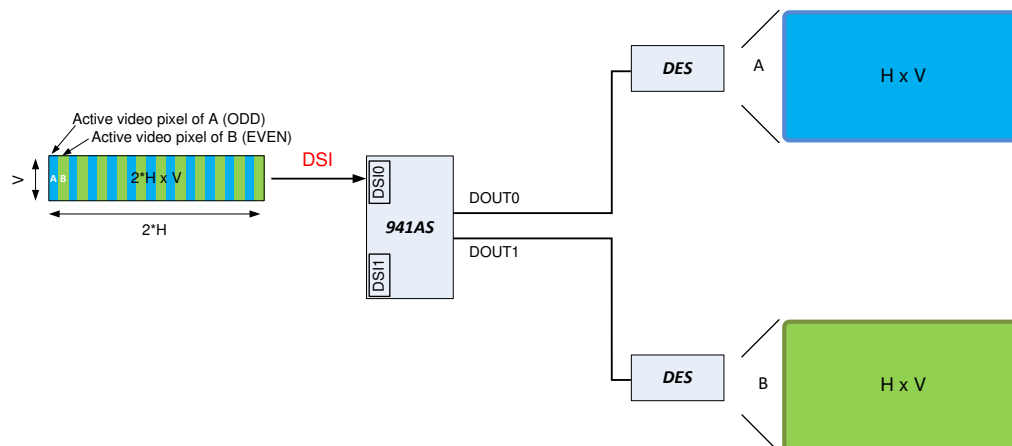 Active video pixel of A (ODD)
Active video pixel of B (EVEN)
V
A
B
2*H x V
2*H
DSI
DSI0
941AS
DSI1
DOUT0
DOUT1
DES
A
H x V
DES
B
H x V